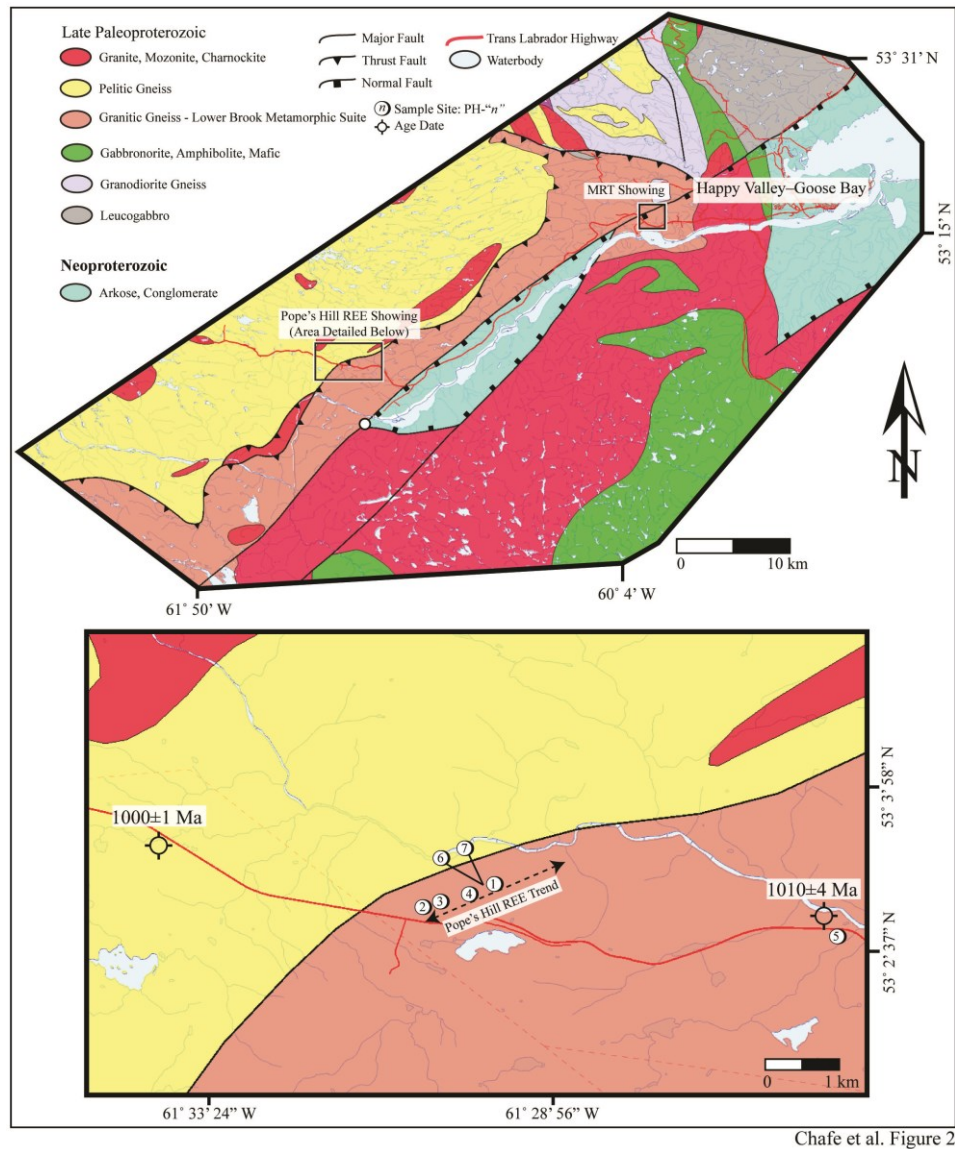 Late Paleoproterozoic
Granite, Mozonite, Charnockite
Pelitic Gneiss
Granitic Gneiss - Lower Brook Metamorphic Suite
Gabbronorite, Amphibolite, Mafic
Granodiorite Gneiss
Leucogabbro
Neoproterozoic
Arkose, Conglomerate
Major Fault
Thrust Fault
Normal Fault
n Sample Site: PH-“n”
Age Date
Trans Labrador Highway
Waterbody
53° 31’ N
MRT Showing
Happy Valley–Goose Bay
53° 15’ N
Pope’s Hill REE Showing
(Area Detailed Below)
N
0 10 km
61° 50’ W
60° 4’ W
1000±1 Ma
53° 3’ 58” N
7
6
1
4
3
2
Pope’s Hill REE Trend
1010±4 Ma
5
53° 2’ 37” N
0 1 km
61° 33’ 24” W
61° 28’ 56” W
Chafe et al. Figure 2